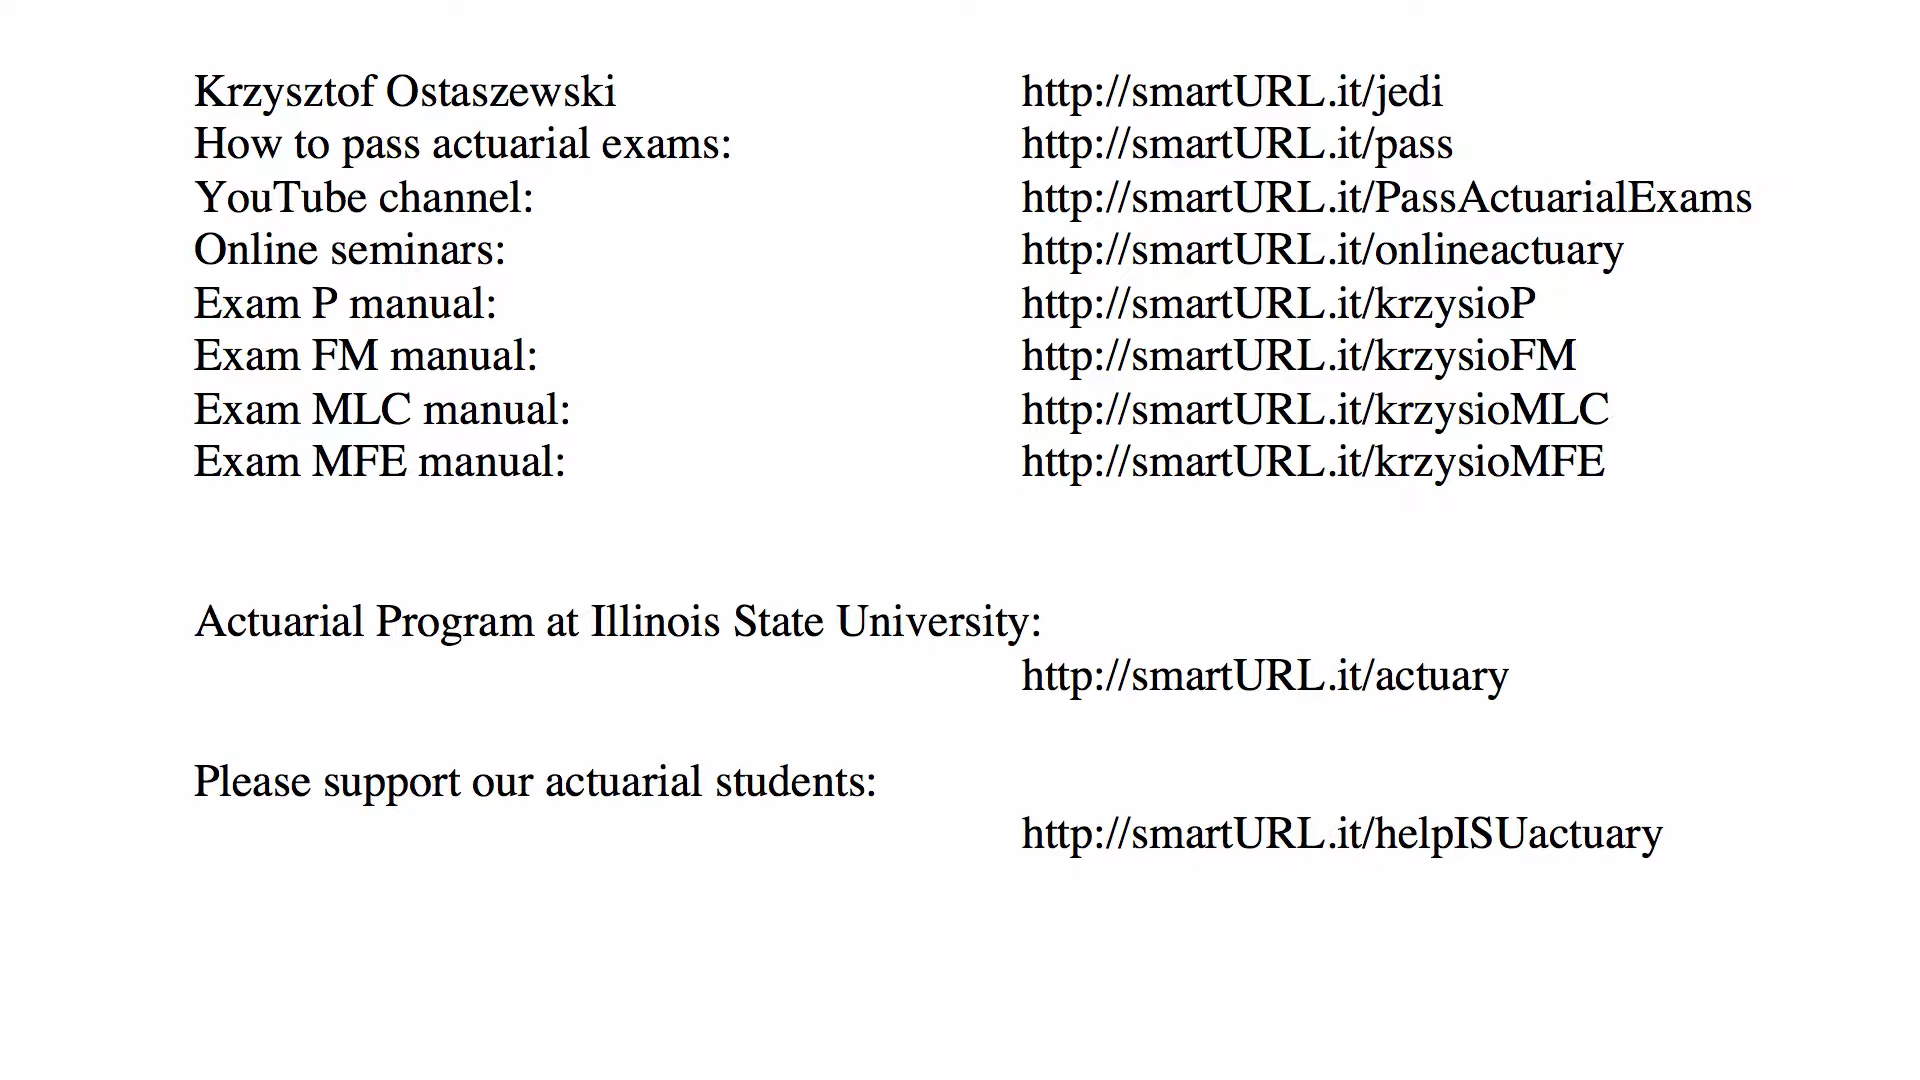 Krzysztof Ostaszewski http://smartURL.it/jedi
How to pass actuarial exams: http://smartURL.it/pass
YouTube channel: http://smartURL.it/PassActuarialExams
Online seminars: http://smartURL.it/onlineactuary
Exam P manual: http://smartURL.it/krzysioP
Exam FM manual: http://smartURL.it/krzysioFM
Exam MLC manual: http://smartURL.it/krzysioMLC
Exam MFE manual: http://smartURL.it/krzysioMFE
Actuarial Program at Illinois State University:
http://smartURL.it/actuary
Please support our actuarial students:
http://smartURL.it/helpISUactuary